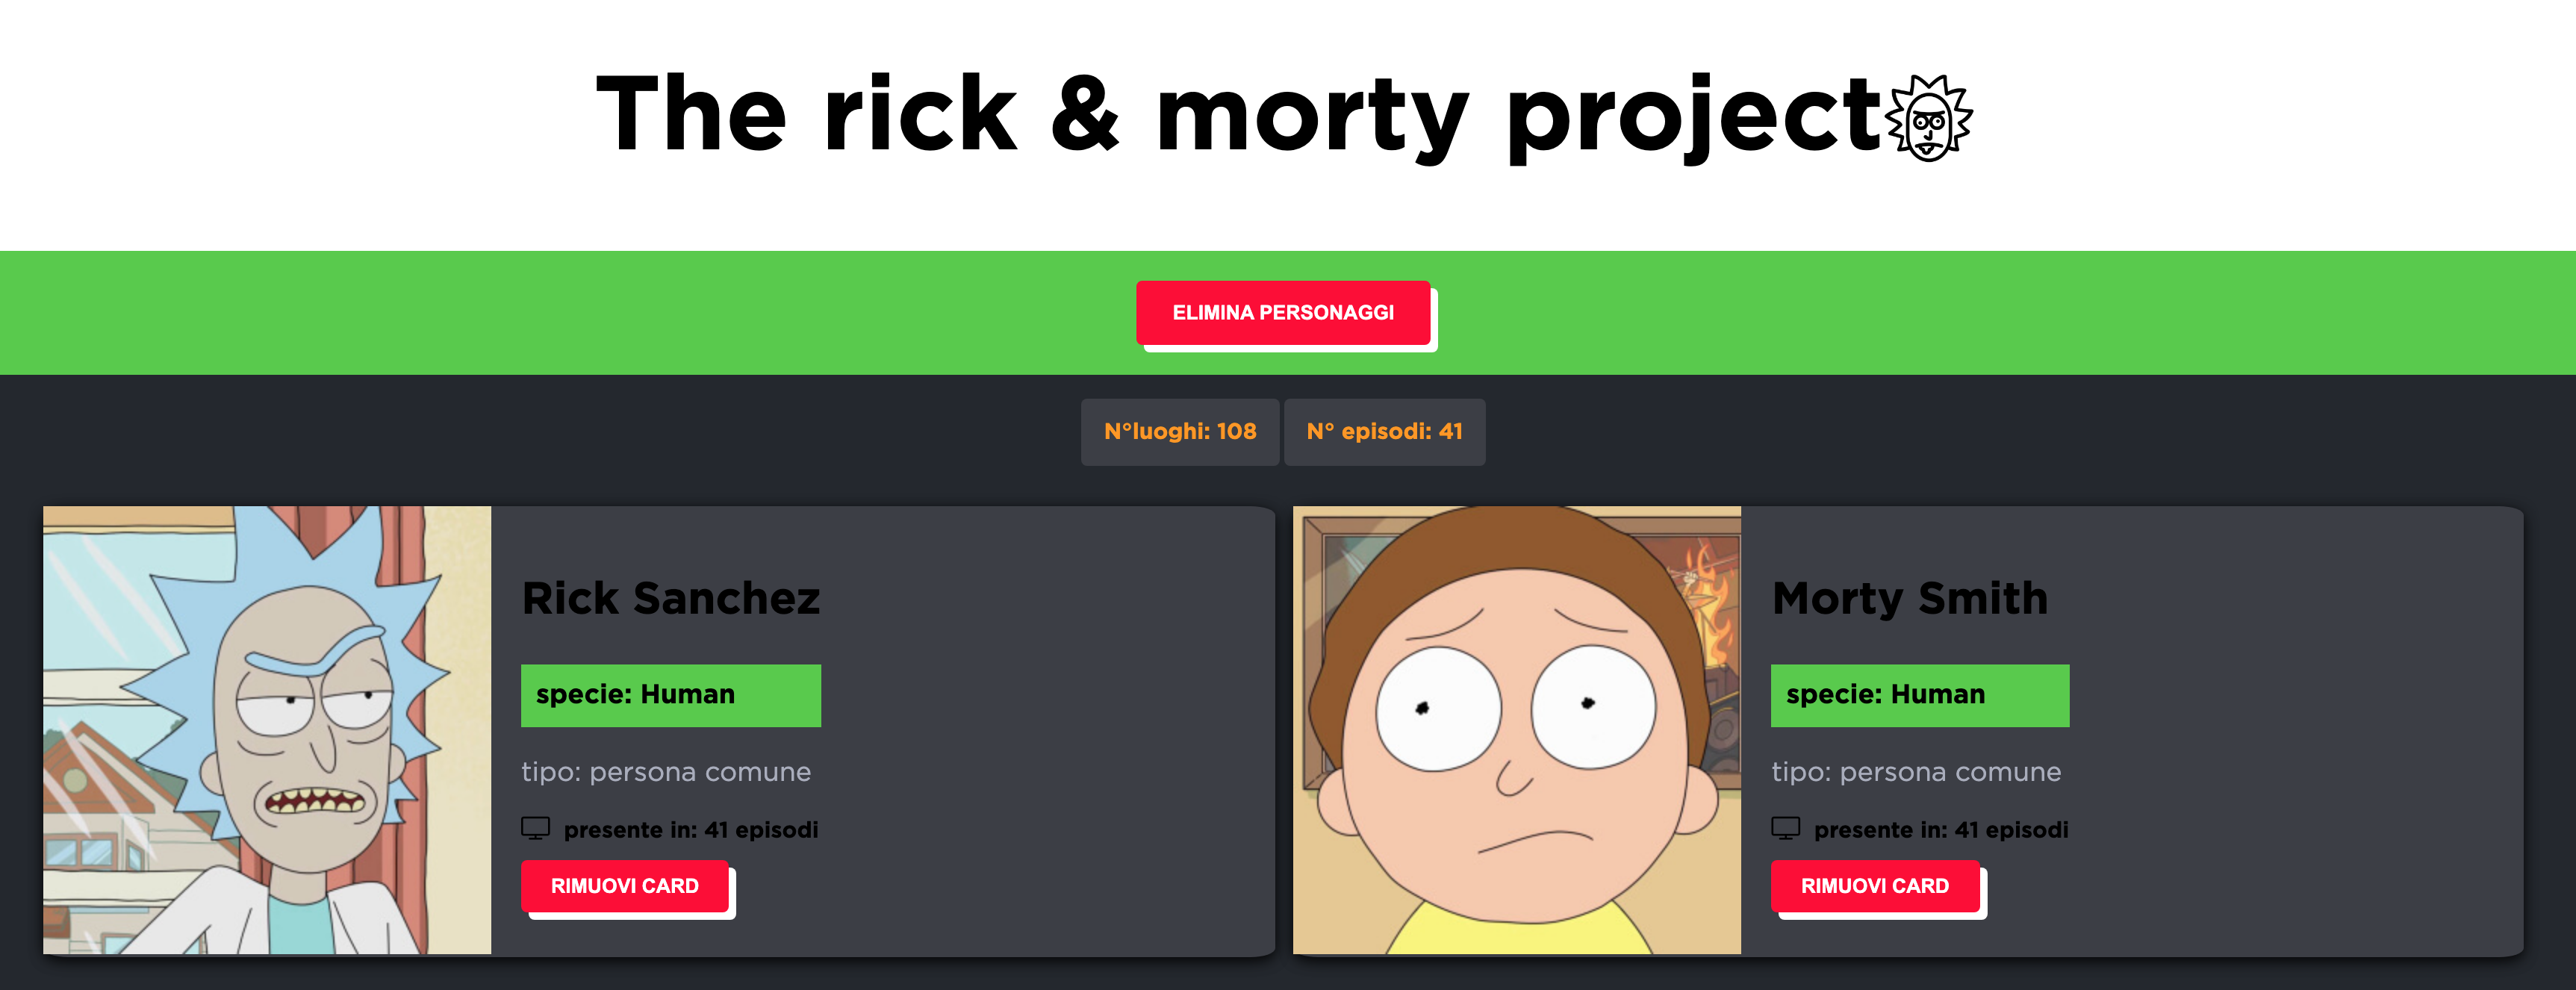 The rick & morty project
ELIMINA PERSONAGGI
N°luoghi: 108
N° episodi: 41
Rick Sanchez
specie: Human
tipo: persona comune
presente in: 41 episodi
RIMUOVI CARD
Morty Smith
specie: Human
tipo: persona comune
presente in: 41 episodi
RIMUOVI CARD